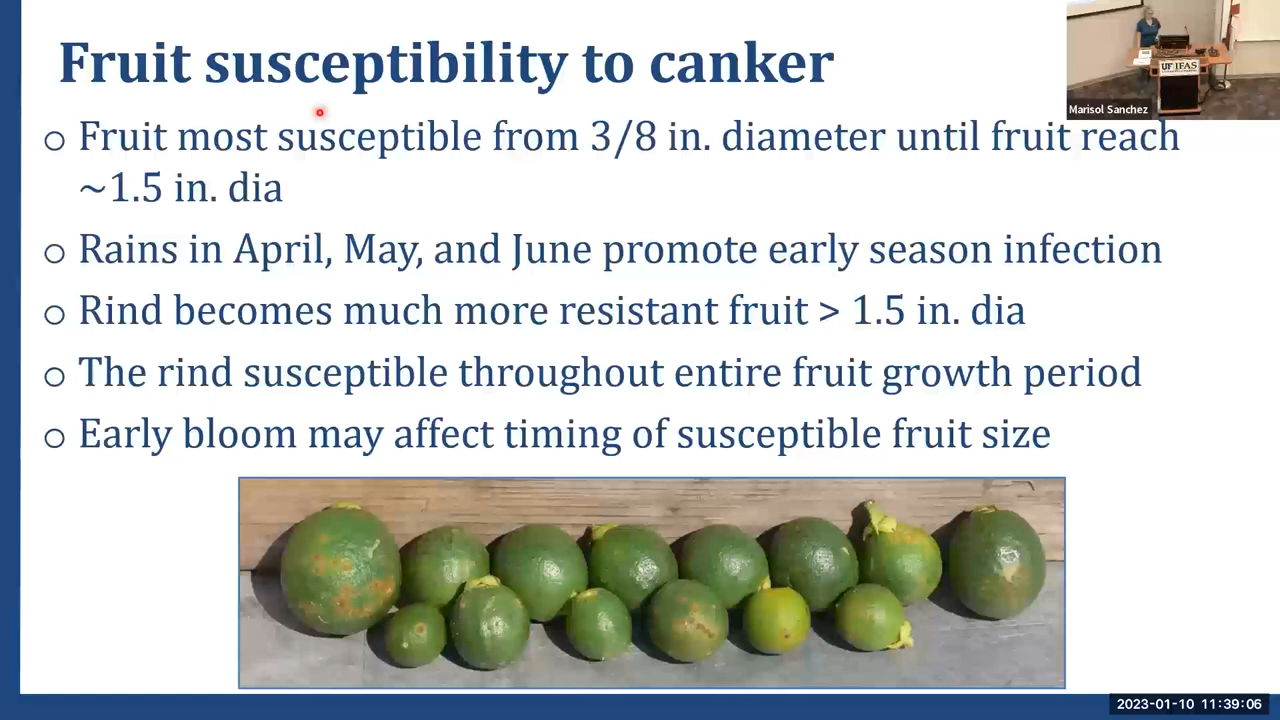 Fruit susceptibility to canker
Fruit most susceptible from 3/8 in. diameter until fruit reach
~1.5 in. dia
Rains in April, May, and June promote early season infection
Rind becomes much more resistant fruit > 1.5 in. dia
The rind susceptible throughout entire fruit growth period
Early bloom may affect timing of susceptible fruit size
UF IFAS
Marisol Sanchez
2023-01-10 11:39:06